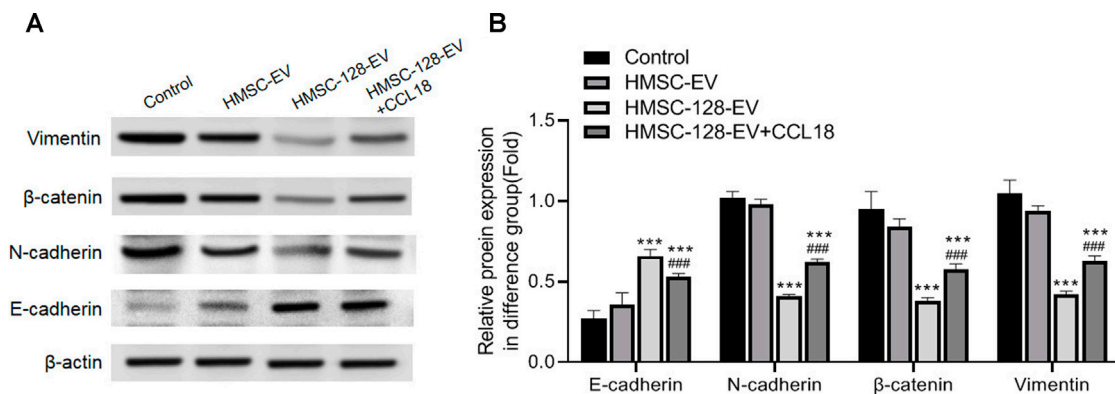 A
Control
HMSC-EV
HMSC-128-EV
HMSC-128-EV
+CCL18
Vimentin
β-catenin
N-cadherin
E-cadherin
β-actin
B
Control
HMSC-EV
HMSC-128-EV
HMSC-128-EV+CCL18
Relative protein expression
in difference group(Fold)
1.5
1.0
0.5
0.0
***
***
###
***
***
###
***
***
###
***
***
###
E-cadherin
N-cadherin
β-catenin
Vimentin